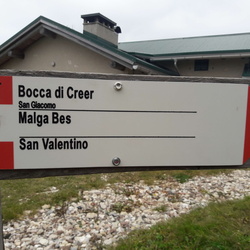 Bocca di Creer
San Giacomo
Malga Bes
San Valentino